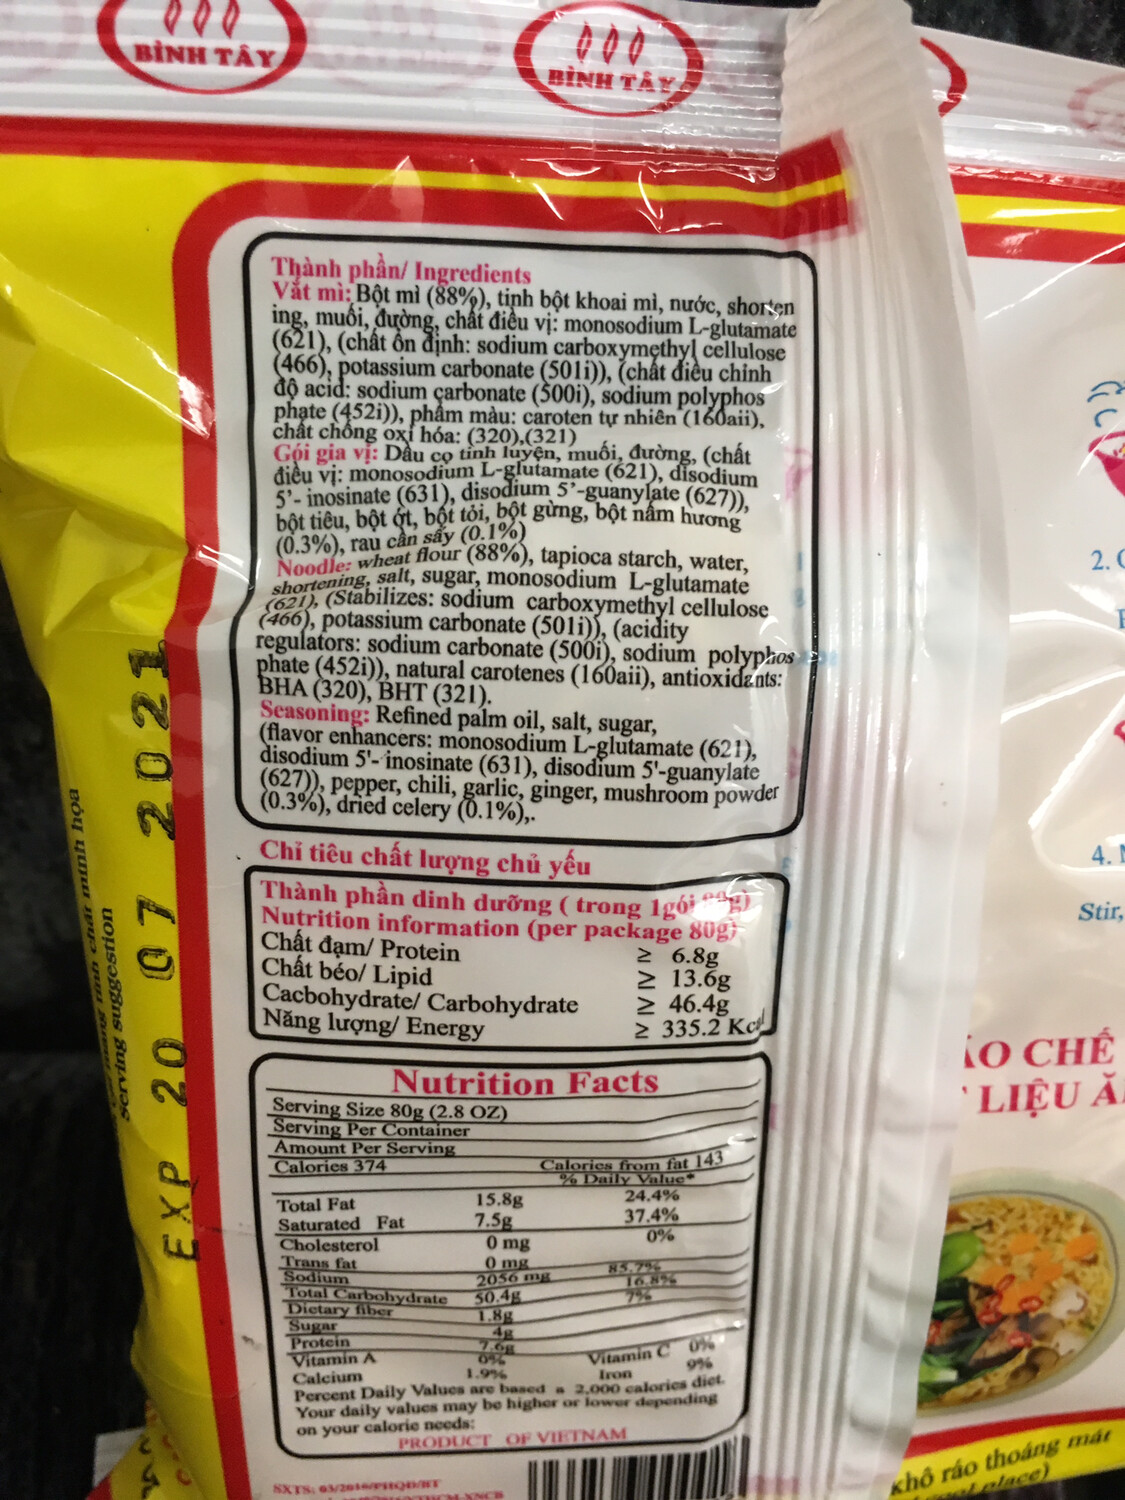 BÌNH TÂY
BÌNH TÂY
Thành phần/ Ingredients
Vắt mì: Bột mì (88%), tinh bột khoai mì, nước, shorten
ing, muối, đường, chất điều vị: monosodium L-glutamate
(621), (chất ổn định: sodium carboxymethyl cellulose
(466), potassium carbonate (501i)), (chất điều chỉnh
độ acid: sodium carbonate (500i), sodium polyphos
phate (452i)), phẩm màu: caroten tự nhiên (160aii),
chất chống oxi hóa: (320),(321)
Gói gia vị: Dầu cọ tinh luyện, muối, đường, (chất
điều vị: monosodium L-glutamate (621), disodium
5'- inosinate (631), disodium 5'-guanylate (627)),
bột tiêu, bột ớt, bột tỏi, bột gừng, bột nấm hương
(0.3%), rau cần sấy (0.1%)
Noodle: wheat flour (88%), tapioca starch, water,
shortening, salt, sugar, monosodium L-glutamate
(621), (Stabilizes: sodium carboxymethyl cellulose
(466), potassium carbonate (501i)), (acidity
regulators: sodium carbonate (500i), sodium polyphos
phate (452i)), natural carotenes (160aii), antioxidants:
BHA (320), BHT (321).
Seasoning: Refined palm oil, salt, sugar,
(flavor enhancers: monosodium L-glutamate (621),
disodium 5'- inosinate (631), disodium 5'-guanylate
(627)), pepper, chili, garlic, ginger, mushroom powder
(0.3%), dried celery (0.1%),.
Chỉ tiêu chất lượng chủ yếu
Thành phần dinh dưỡng ( trong 1gói 80g)
Nutrition information (per package 80g)
Chất đạm/ Protein ≥ 6.8g
Chất béo/ Lipid ≥ 13.6g
Cacbohydrate/ Carbohydrate ≥ 46.4g
Năng lượng/ Energy ≥ 335.2 Kcal
Nutrition Facts
Serving Size 80g (2.8 OZ)
Serving Per Container
Amount Per Serving
Calories 374 Calories from fat 143
% Daily Value*
Total Fat 15.8g 24.4%
Saturated Fat 7.5g 37.4%
Cholesterol 0 mg 0%
Trans fat 0 mg
Sodium 2056 mg 85.7%
Total Carbohydrate 50.4g 16.8%
Dietary fiber 1.8g 7%
Sugar 4g
Protein 7.6g
Vitamin A 0% Vitamin C 0%
Calcium 1.9% Iron 9%
Percent Daily Values are based a 2,000 calories diet.
Your daily values may be higher or lower depending
on your calorie needs:
PRODUCT OF VIETNAM
EXP 20 07 2021
mang tính chất minh họa
serving suggestion
2.
4.
Stir,
ÁO CHẾ
LIỆU Ă
khô ráo thoáng mát
place)